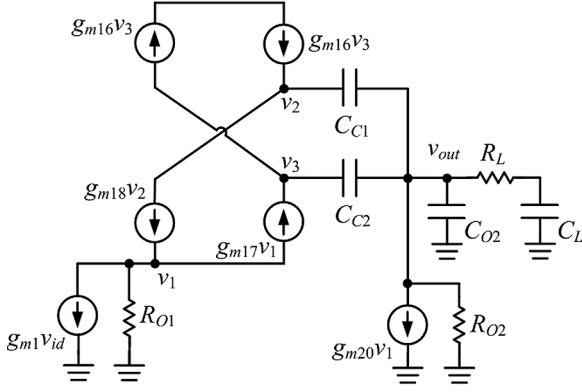 gm16v3
gm16v3
v2
CC1
v3
vout
RL
gm18v2
CC2
CO2
CL
gm17v1
v1
gm1vid
RO1
gm20v1
RO2